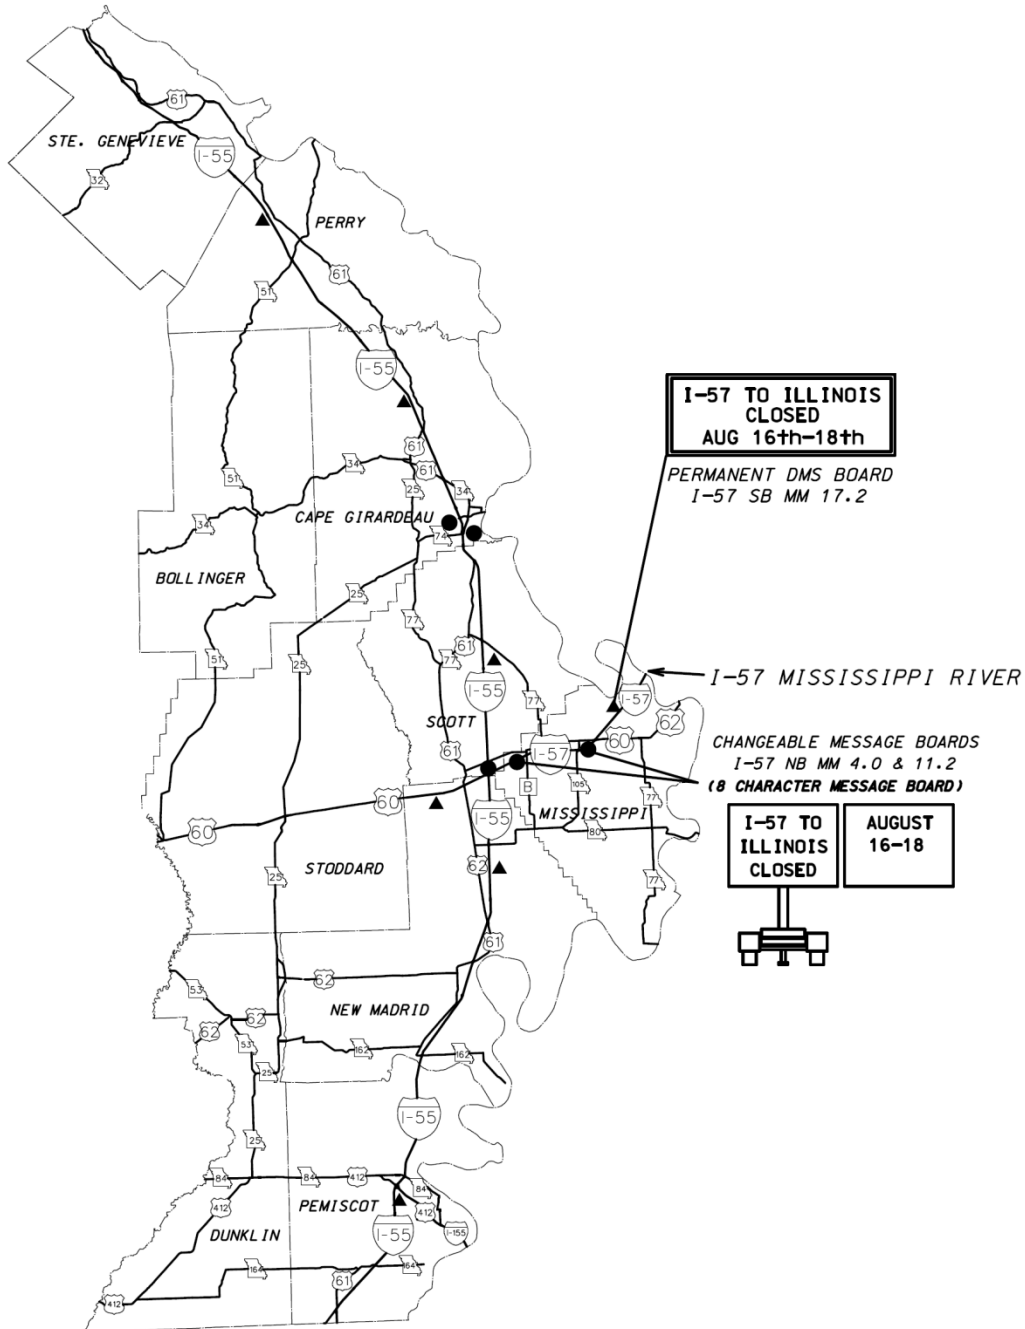 61
STE. GENEVIEVE
I-55
32
PERRY
61
51
I-55
I-57 TO ILLINOIS
CLOSED
AUG 16th-18th
PERMANENT DMS BOARD
I-57 SB MM 17.2
61
34
61
51
25
34
CAPE GIRARDEAU
34
74
BOLLINGER
25
77
61
51
25
77
I-55
77
I-57
I-57 MISSISSIPPI RIVER
SCOTT
62
61
I-57
60
CHANGEABLE MESSAGE BOARDS
I-57 NB MM 4.0 & 11.2
(8 CHARACTER MESSAGE BOARD)
B
105
77
60
60
I-55
MISSISSIPPI
80
I-57 TO
ILLINOIS
CLOSED
AUGUST
16-18
STODDARD
62
25
77
61
53
62
NEW MADRID
62
62
53
162
162
25
I-55
25
84
84
412
84
412
PEMISCOT
412
DUNKLIN
I-55
I-155
164
61
164
412